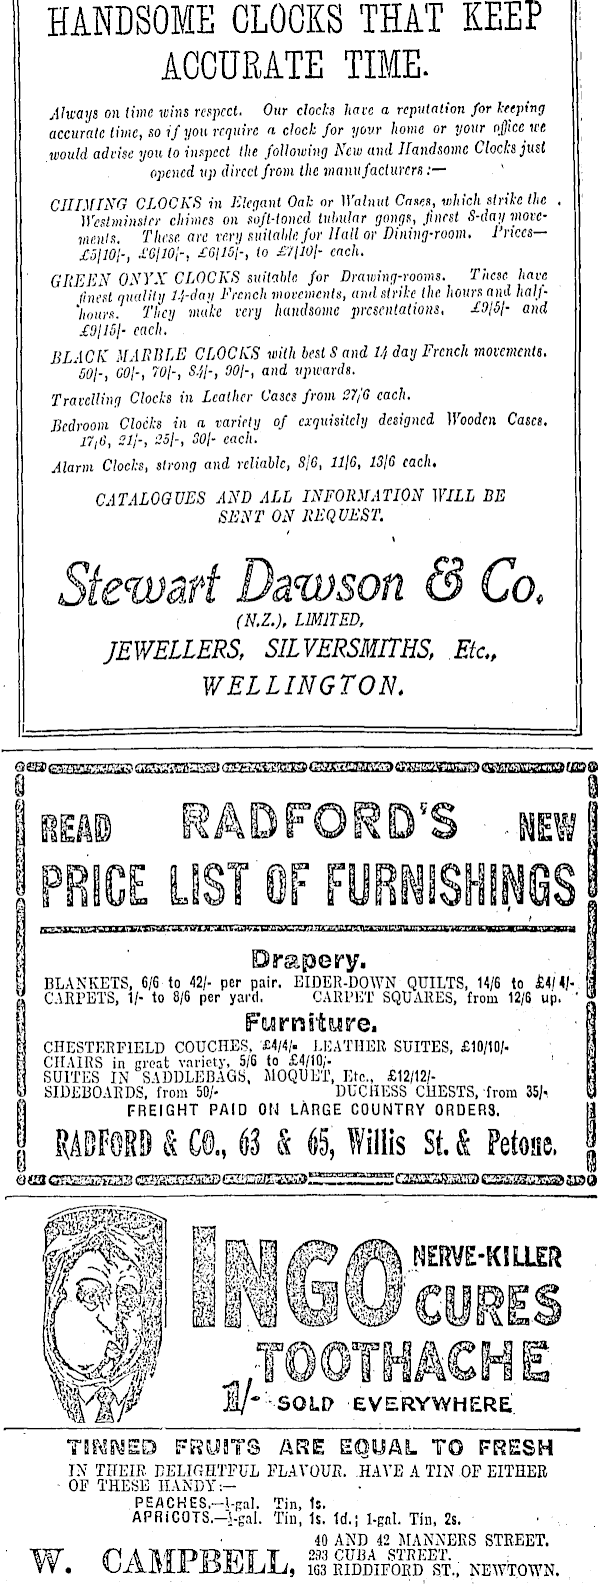 HANDSOME CLOCKS THAT KEEP
ACCURATE TIME.
Always on time wins respect. Our clocks have a reputation for keeping
accurate time, so if you require a clock for your home or your office we
would advise you to inspect the following New and Handsome Clocks just
opened up direct from the manufacturers:—
CHIMING CLOCKS in Elegant Oak or Walnut Cases, which strike the
Westminster chimes on soft-toned tubular gongs, finest 8-day move-
ments. These are very suitable for Hall or Dining-room. Prices—
£5/10/-, £6/10/-, £6/15/-, to £7/10/- each.
GREEN ONYX CLOCKS suitable for Drawing-rooms. These have
finest quality 14-day French movements, and strike the hours and half-
hours. They make very handsome presentations. £9/5/- and
£9/15/- each.
BLACK MARBLE CLOCKS with best 8 and 14 day French movements.
50/-, 60/-, 70/-, 84/-, 90/-, and upwards.
Travelling Clocks in Leather Cases from 27/6 each.
Bedroom Clocks in a variety of exquisitely designed Wooden Cases.
17/6, 21/-, 25/-, 30/- each.
Alarm Clocks, strong and reliable, 8/6, 11/6, 13/6 each.
CATALOGUES AND ALL INFORMATION WILL BE
SENT ON REQUEST.
Stewart Dawson & Co.
(N.Z.), LIMITED,
JEWELLERS, SILVERSMITHS, Etc.,
WELLINGTON.
READ RADFORD'S NEW
PRICE LIST OF FURNISHINGS
Drapery.
BLANKETS, 6/6 to 42/- per pair. EIDER-DOWN QUILTS, 14/6 to £4/4/-
CARPETS, 1/- to 8/6 per yard. CARPET SQUARES, from 12/6 up.
Furniture.
CHESTERFIELD COUCHES, £4/4/- LEATHER SUITES, £10/10/-
CHAIRS in great variety, 5/6 to £4/10/-
SUITES IN SADDLEBAGS, MOQUET, Etc., £12/12/-
SIDEBOARDS, from 50/- DUCHESS CHESTS, from 35/-
FREIGHT PAID ON LARGE COUNTRY ORDERS.
RADFORD & CO., 63 & 65, Willis St. & Petone.
INGO NERVE-KILLER
CURES
TOOTHACHE
1/- SOLD EVERYWHERE
TINNED FRUITS ARE EQUAL TO FRESH
IN THEIR DELIGHTFUL FLAVOUR. HAVE A TIN OF EITHER
OF THESE HANDY:—
PEACHES.—½-gal. Tin, 1s.
APRICOTS.—½-gal. Tin, 1s. 1d.; 1-gal. Tin, 2s.
W. CAMPBELL, 40 AND 42 MANNERS STREET.
233 CUBA STREET.
163 RIDDIFORD ST., NEWTOWN.